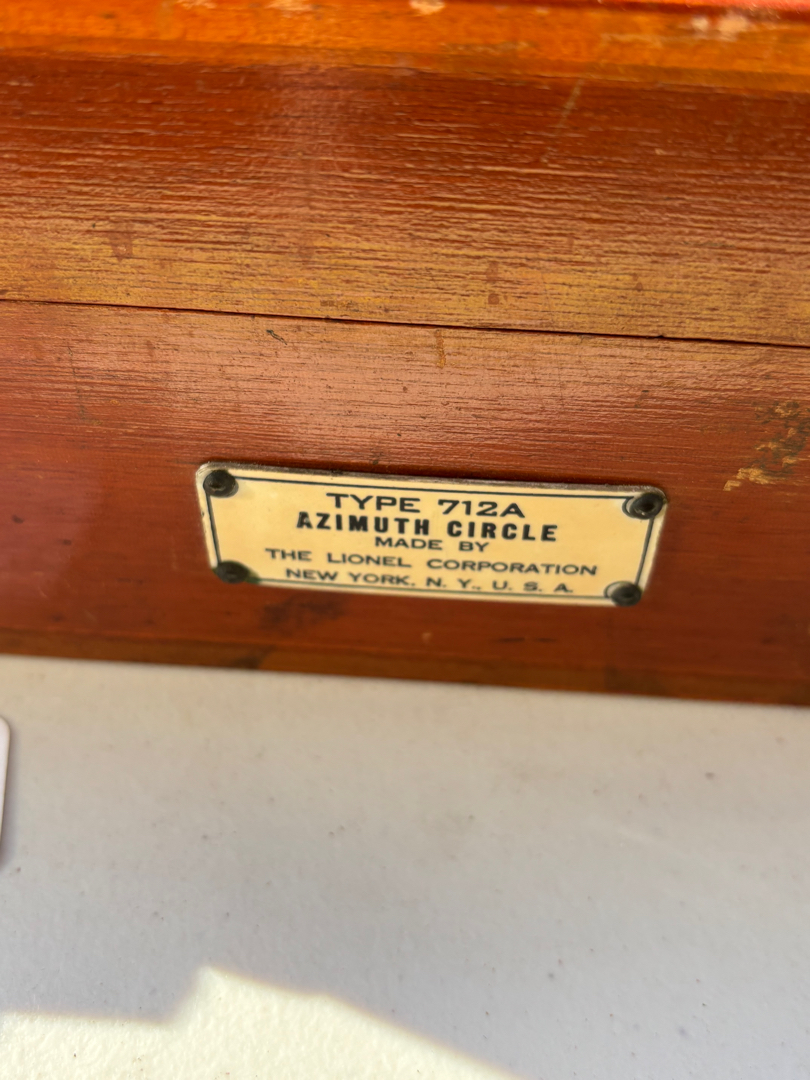 TYPE 712A
AZIMUTH CIRCLE
MADE BY
THE LIONEL CORPORATION
NEW YORK, N. Y., U. S. A.